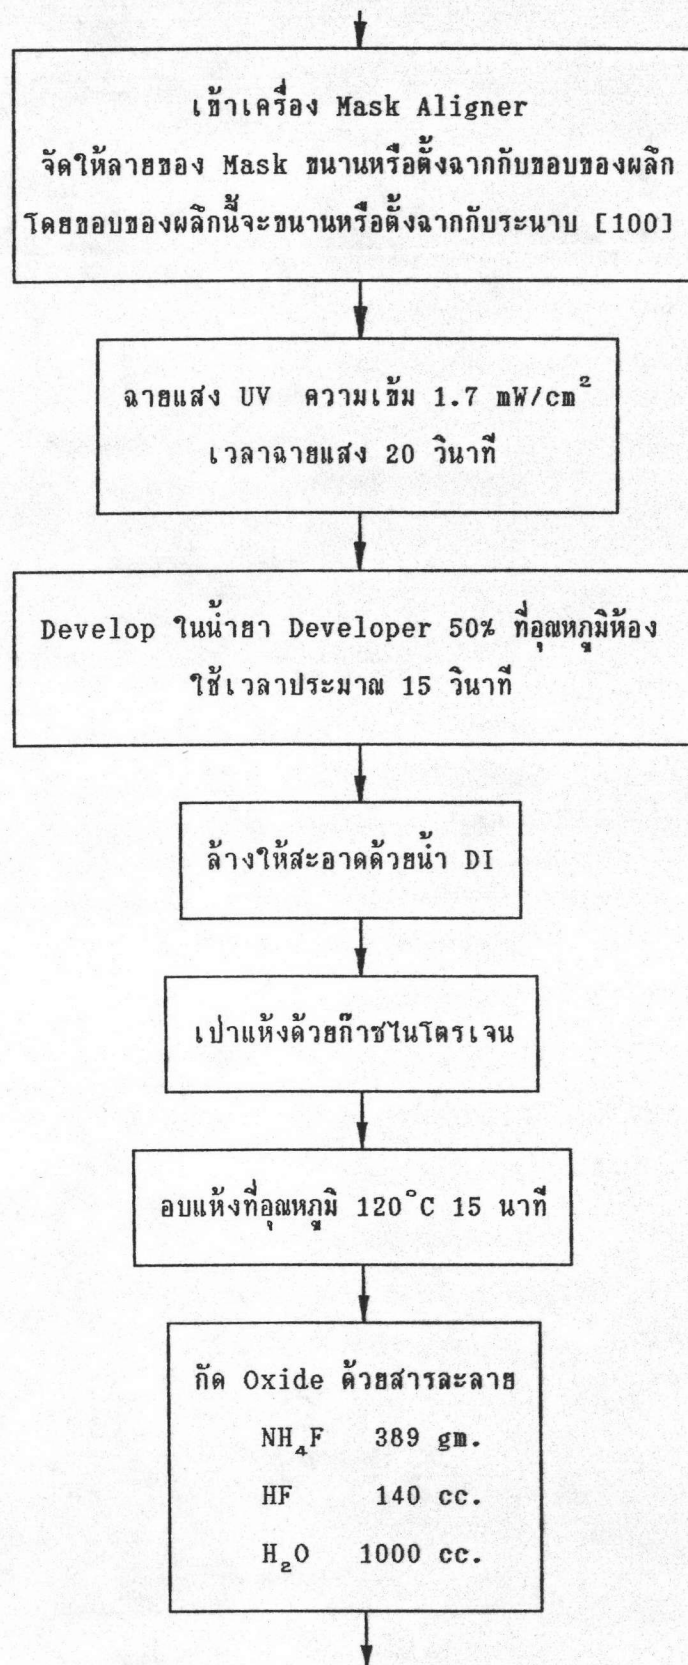 เข้าเครื่อง Mask Aligner
จัดให้ลายของ Mask ขนานหรือตั้งฉากกับขอบของผลึก
โดยขอบของผลึกนี้จะขนานหรือตั้งฉากกับระนาบ [100]
ฉายแสง UV ความเข้ม 1.7 mW/cm²
เวลาฉายแสง 20 วินาที
Develop ในน้ำยา Developer 50% ที่อุณหภูมิห้อง
ใช้เวลาประมาณ 15 วินาที
ล้างให้สะอาดด้วยน้ำ DI
เป่าแห้งด้วยก๊าซไนโตรเจน
อบแห้งที่อุณหภูมิ 120°C 15 นาที
กัด Oxide ด้วยสารละลาย
NH₄F 389 gm.
HF 140 cc.
H₂O 1000 cc.